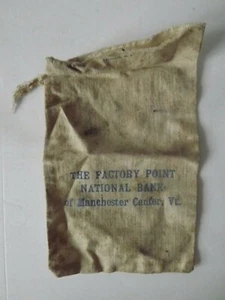 THE FACTORY POINT
NATIONAL BANK
of Manchester Center, Vt.